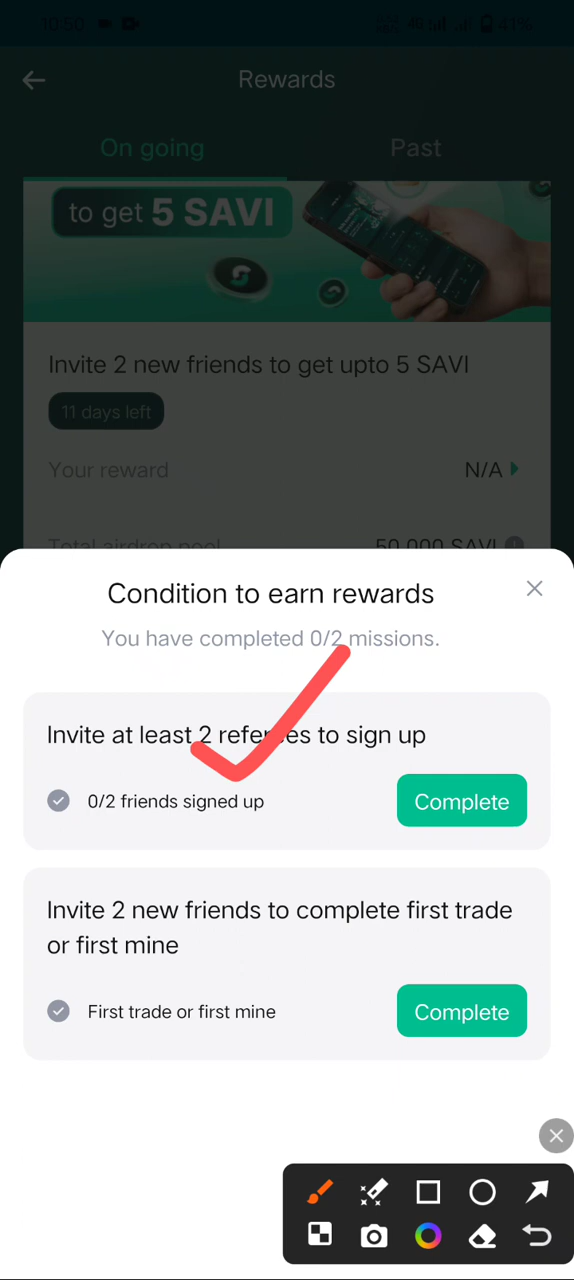 10:50
41%
Rewards
On going
Past
to get 5 SAVI
Invite 2 new friends to get upto 5 SAVI
11 days left
Your reward
N/A
Total airdrop pool
50,000 SAVI
Condition to earn rewards
You have completed 0/2 missions.
Invite at least 2 referees to sign up
0/2 friends signed up
Complete
Invite 2 new friends to complete first trade
or first mine
First trade or first mine
Complete